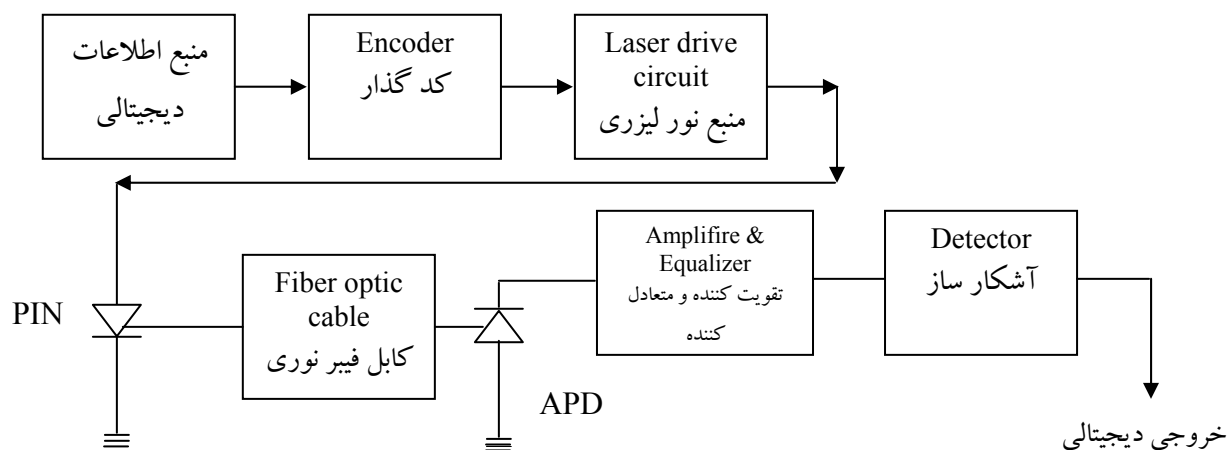 منبع اطلاعات
دیجیتالی
Encoder
کد گذار
Laser drive
circuit
منبع نور لیزری
PIN
Fiber optic
cable
کابل فیبر نوری
APD
Amplifire &
Equalizer
تقویت کننده و متعادل
کننده
Detector
آشکار ساز
خروجی دیجیتالی